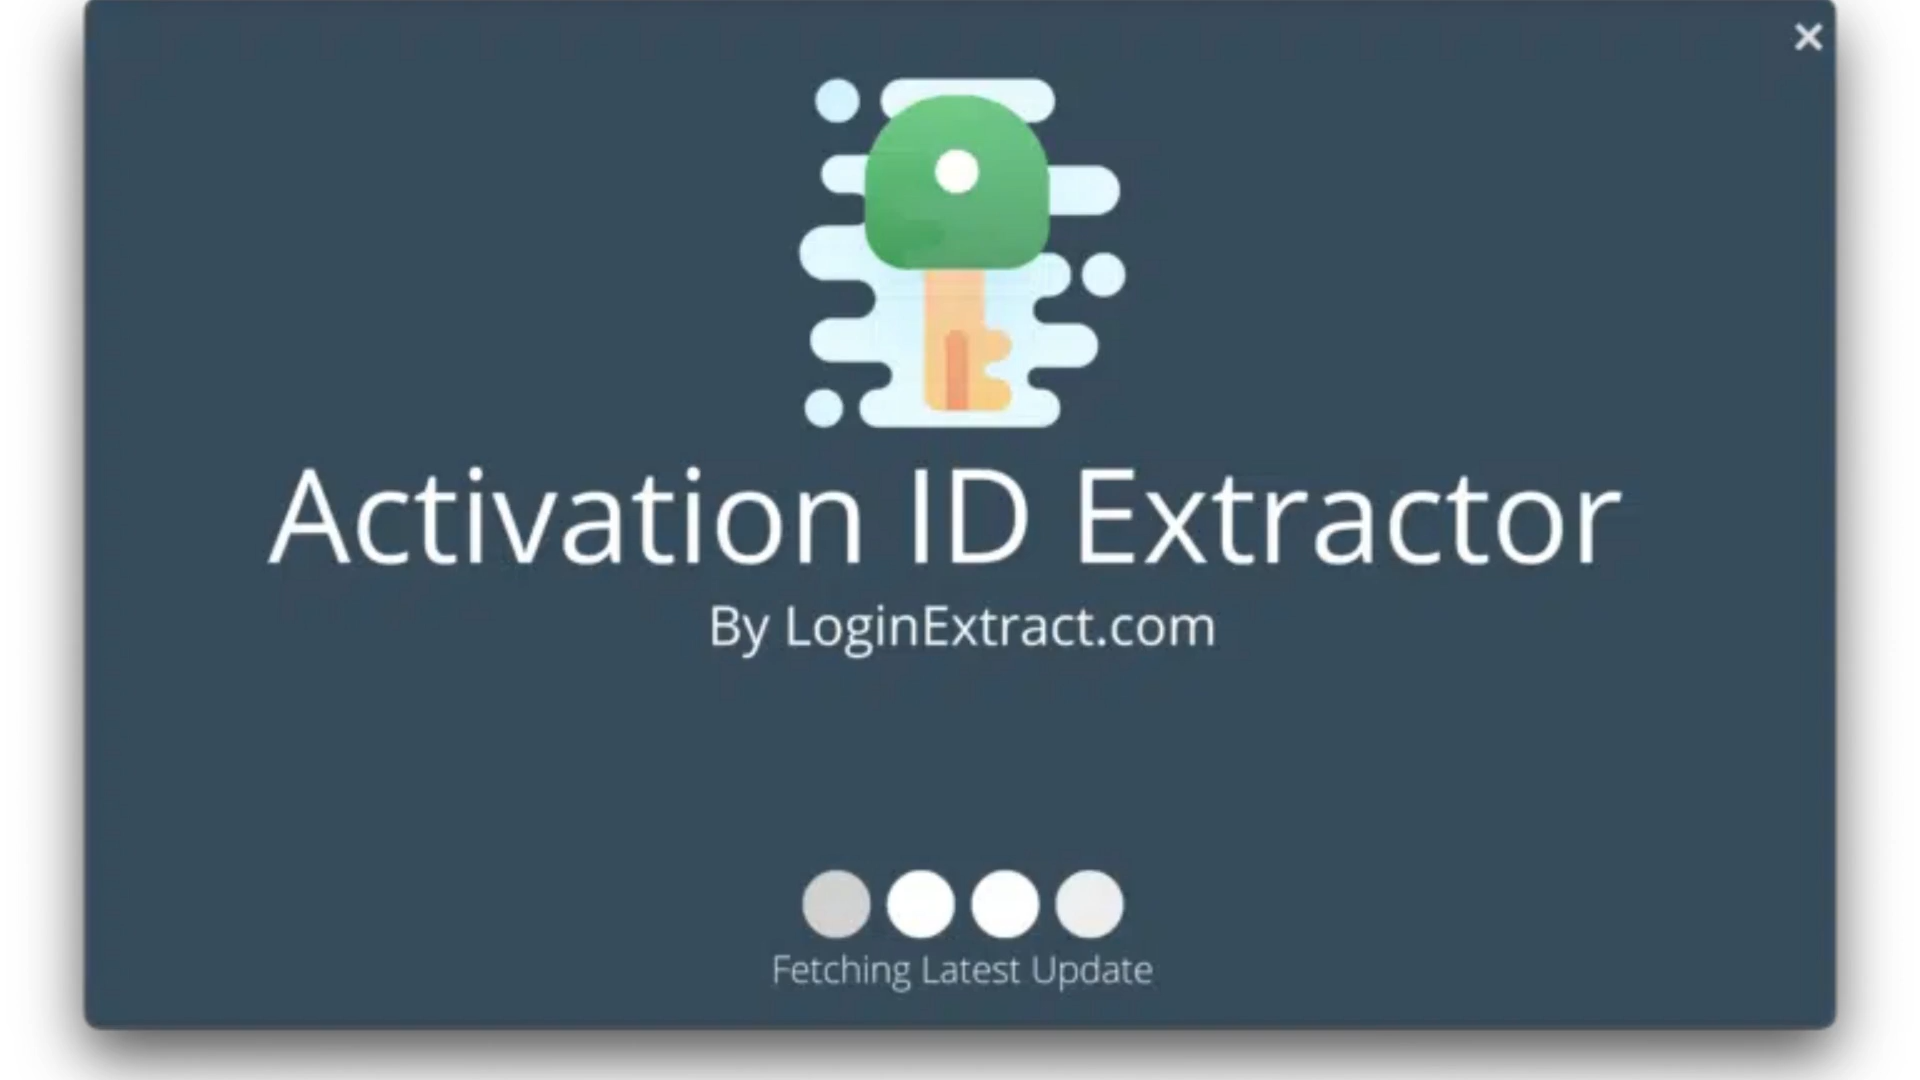 Activation ID Extractor
By LoginExtract.com
Fetching Latest Update